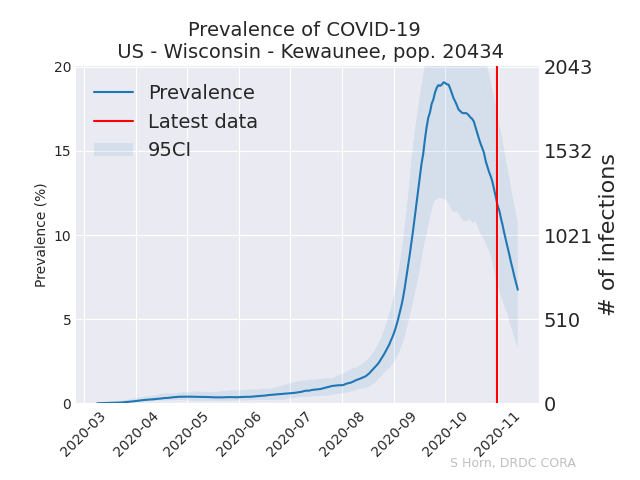 Prevalence of COVID-19
US - Wisconsin - Kewaunee, pop. 20434
Prevalence
Latest data
95CI
Prevalence (%)
20
15
10
5
0
2043
1532
1021
510
0
# of infections
2020-03
2020-04
2020-05
2020-06
2020-07
2020-08
2020-09
2020-10
2020-11
S Horn, DRDC CORA